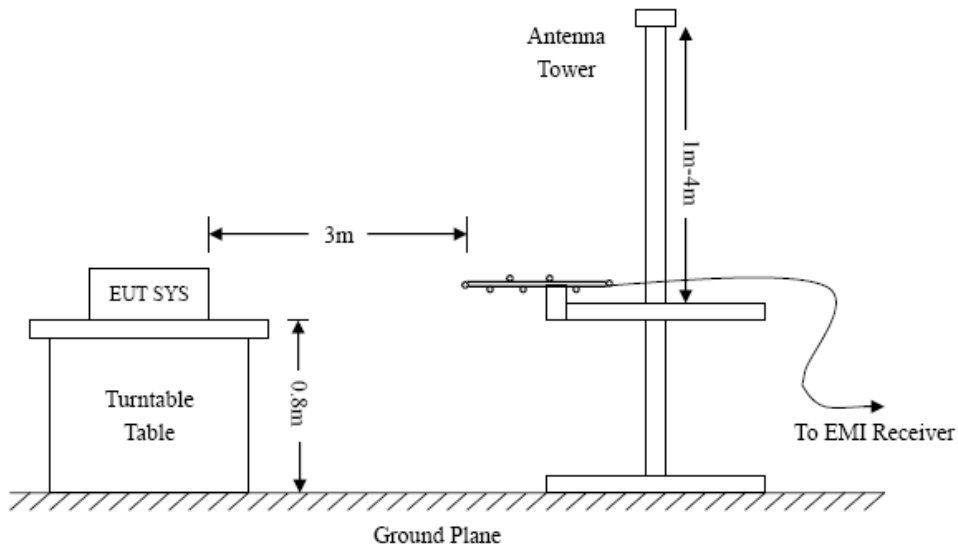 Antenna
Tower
1m-4m
3m
EUT SYS
Turntable
Table
0.8m
To EMI Receiver
Ground Plane